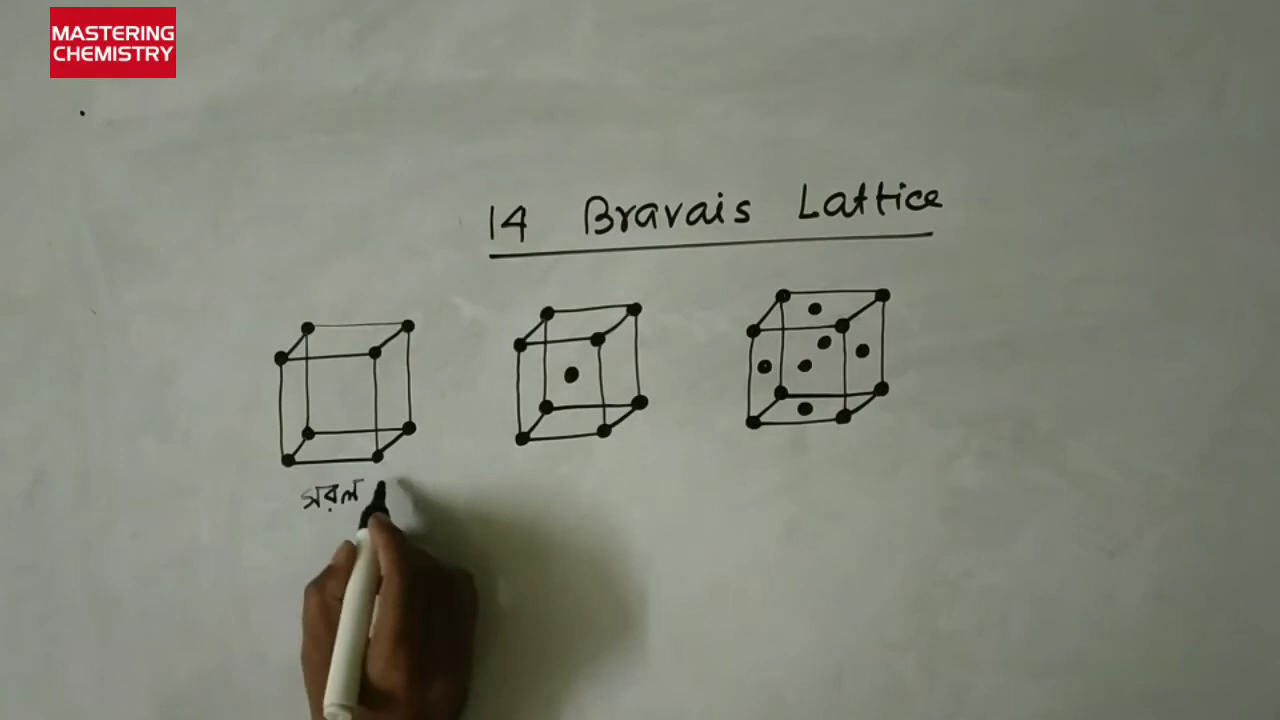 MASTERING
CHEMISTRY
14 Bravais Lattice
সরল